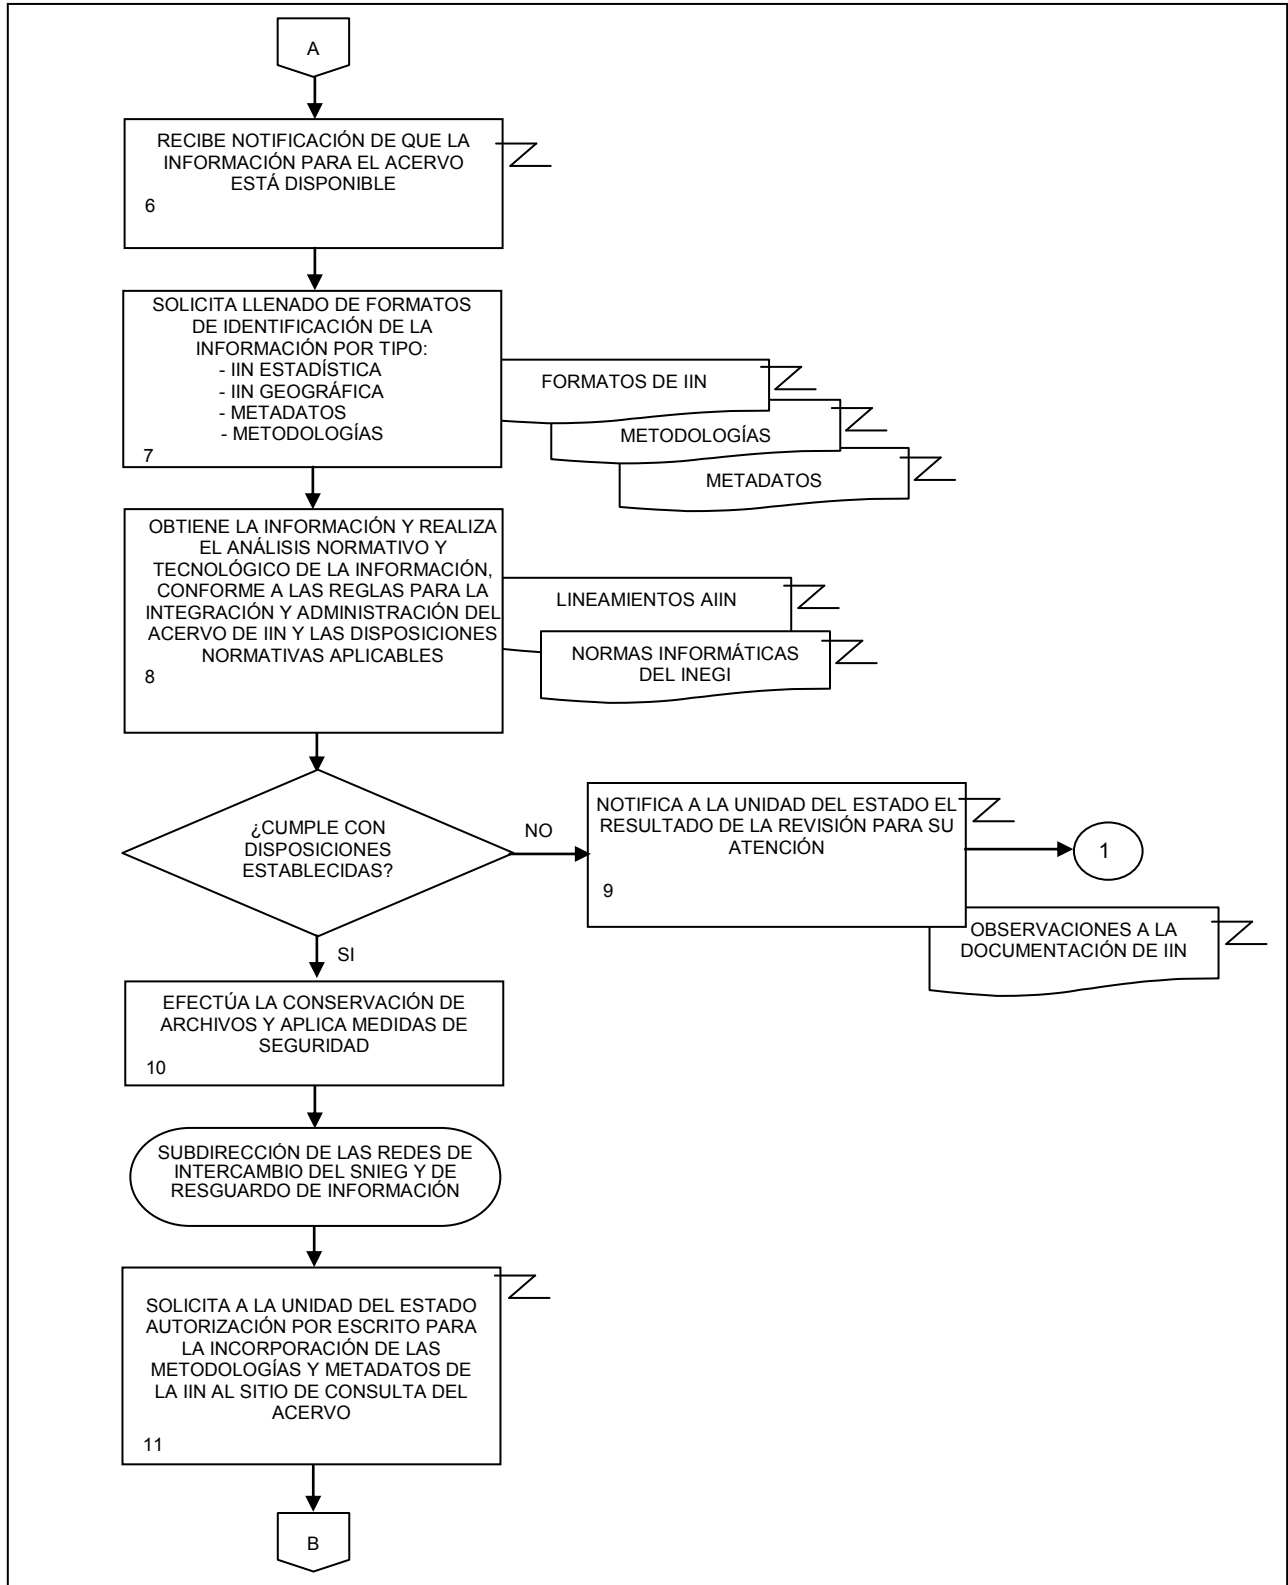 A
RECIBE NOTIFICACIÓN DE QUE LA
INFORMACIÓN PARA EL ACERVO
ESTÁ DISPONIBLE
6
SOLICITA LLENADO DE FORMATOS
DE IDENTIFICACIÓN DE LA
INFORMACIÓN POR TIPO:
- IIN ESTADÍSTICA
- IIN GEOGRÁFICA
- METADATOS
- METODOLOGÍAS
7
FORMATOS DE IIN
METODOLOGÍAS
METADATOS
OBTIENE LA INFORMACIÓN Y REALIZA
EL ANÁLISIS NORMATIVO Y
TECNOLÓGICO DE LA INFORMACIÓN,
CONFORME A LAS REGLAS PARA LA
INTEGRACIÓN Y ADMINISTRACIÓN DEL
ACERVO DE IIN Y LAS DISPOSICIONES
NORMATIVAS APLICABLES
8
LINEAMIENTOS AIIN
NORMAS INFORMÁTICAS
DEL INEGI
¿CUMPLE CON
DISPOSICIONES
ESTABLECIDAS?
NO
NOTIFICA A LA UNIDAD DEL ESTADO EL
RESULTADO DE LA REVISIÓN PARA SU
ATENCIÓN
9
1
OBSERVACIONES A LA
DOCUMENTACIÓN DE IIN
SI
EFECTÚA LA CONSERVACIÓN DE
ARCHIVOS Y APLICA MEDIDAS DE
SEGURIDAD
10
SUBDIRECCIÓN DE LAS REDES DE
INTERCAMBIO DEL SNIEG Y DE
RESGUARDO DE INFORMACIÓN
SOLICITA A LA UNIDAD DEL ESTADO
AUTORIZACIÓN POR ESCRITO PARA
LA INCORPORACIÓN DE LAS
METODOLOGÍAS Y METADATOS DE
LA IIN AL SITIO DE CONSULTA DEL
ACERVO
11
B